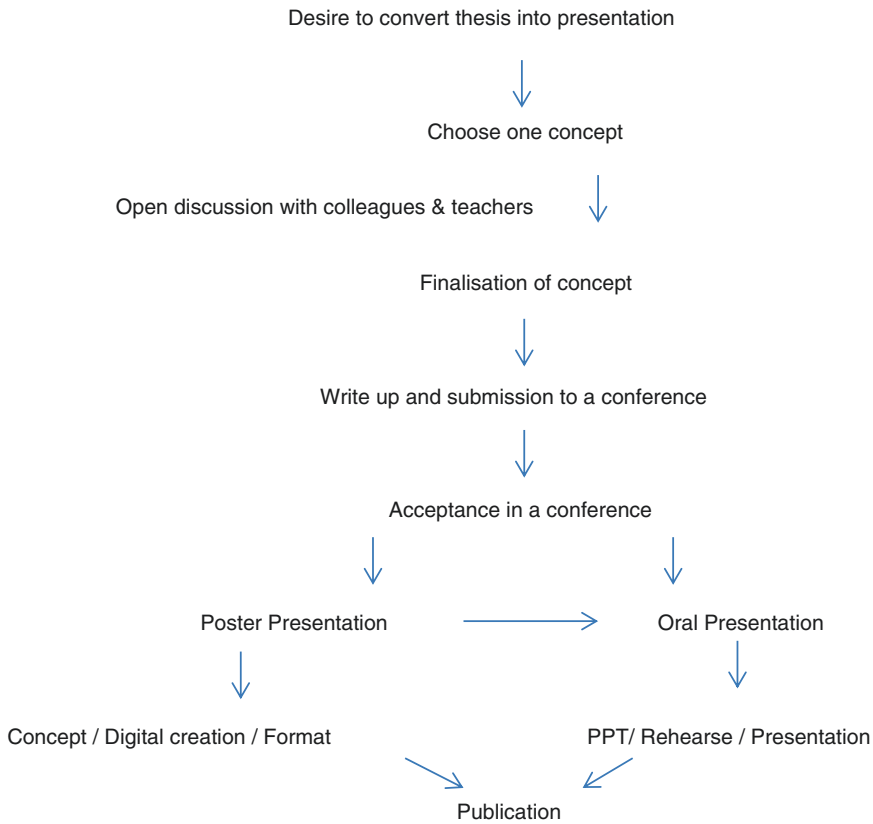 Desire to convert thesis into presentation
Choose one concept
Open discussion with colleagues & teachers
Finalisation of concept
Write up and submission to a conference
Acceptance in a conference
Poster Presentation
Oral Presentation
Concept / Digital creation / Format
PPT/ Rehearse / Presentation
Publication